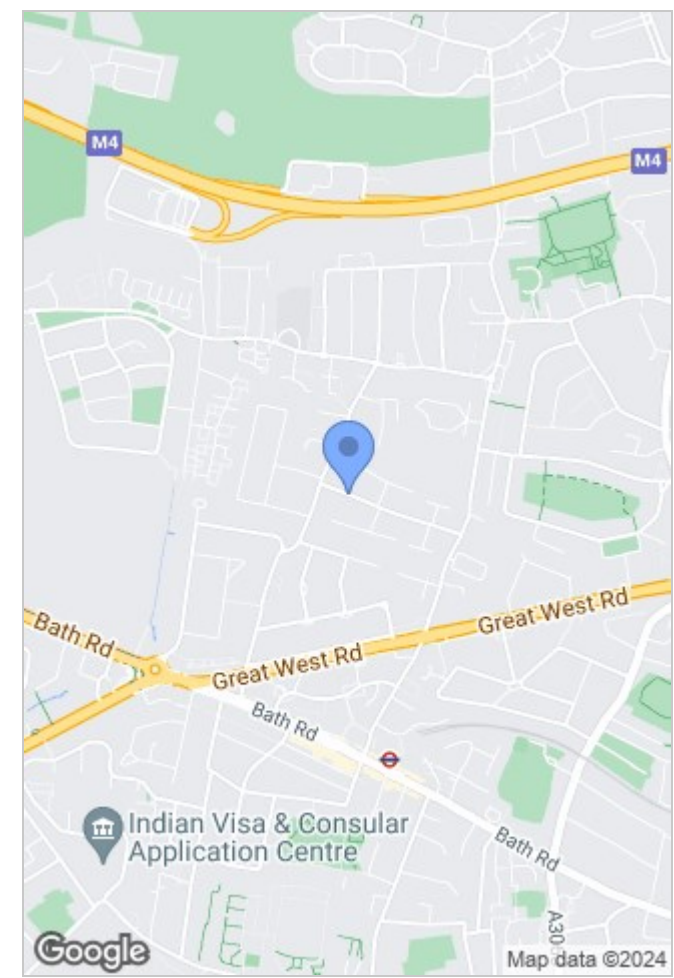 M4
M4
Bath Rd
Great West Rd
Great West Rd
Bath Rd
Indian Visa & Consular
Application Centre
Bath Rd
A30
Google
Map data ©2024